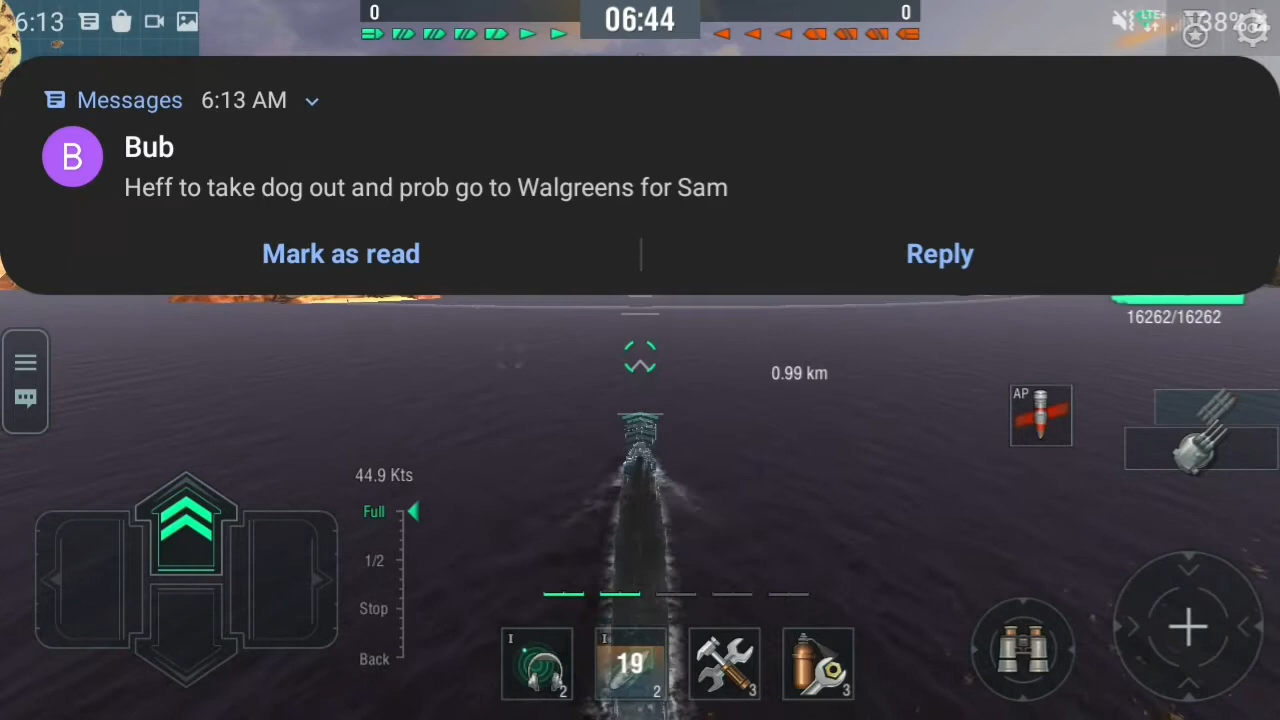 6:13
0
06:44
0
LTE+
38%
Messages 6:13 AM
B
Bub
Heff to take dog out and prob go to Walgreens for Sam
Mark as read
Reply
16262/16262
0.99 km
AP
44.9 Kts
Full
1/2
Stop
Back
I
2
I
19
2
3
3